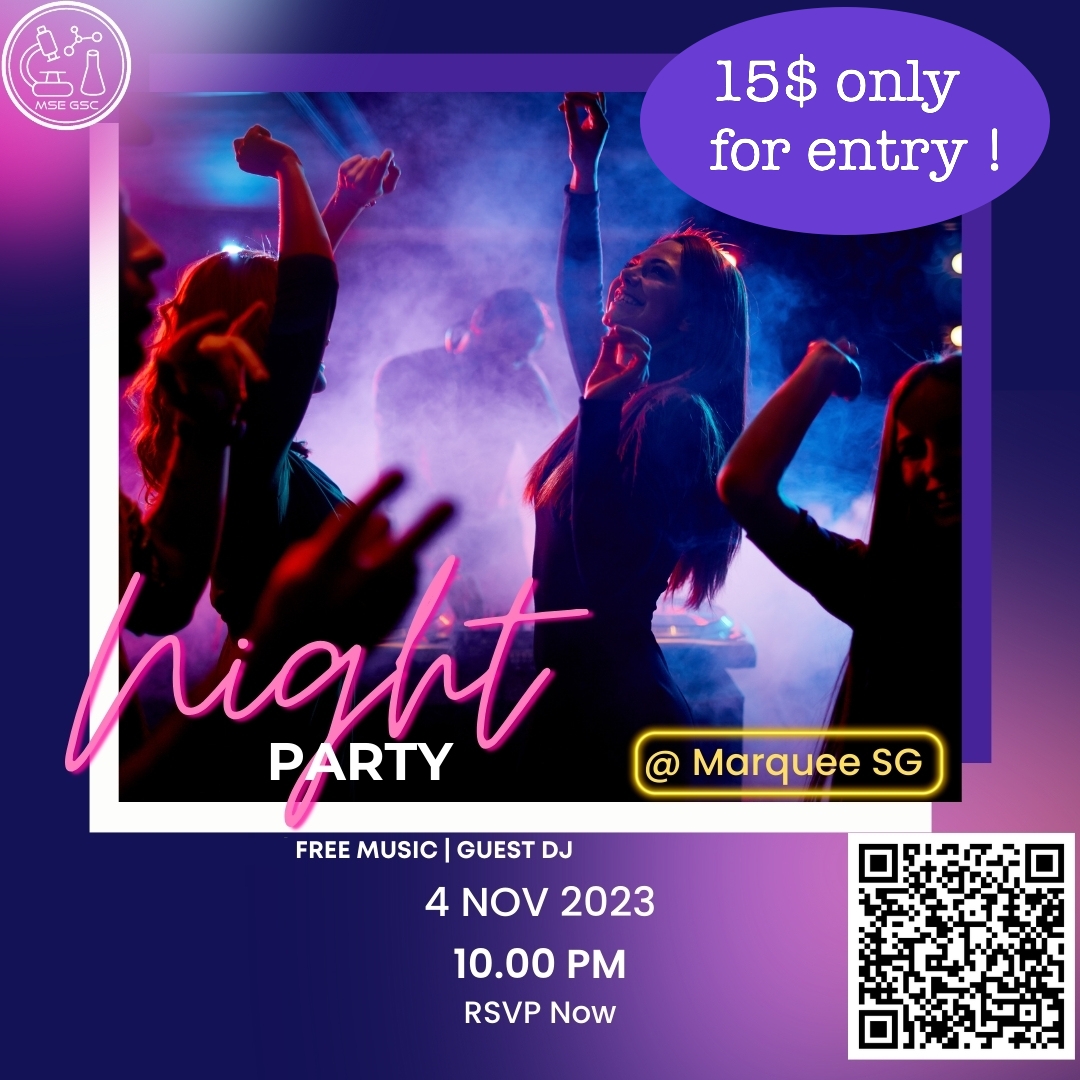 MSE GSC
15$ only
for entry !
night
PARTY
@ Marquee SG
FREE MUSIC | GUEST DJ
4 NOV 2023
10.00 PM
RSVP Now